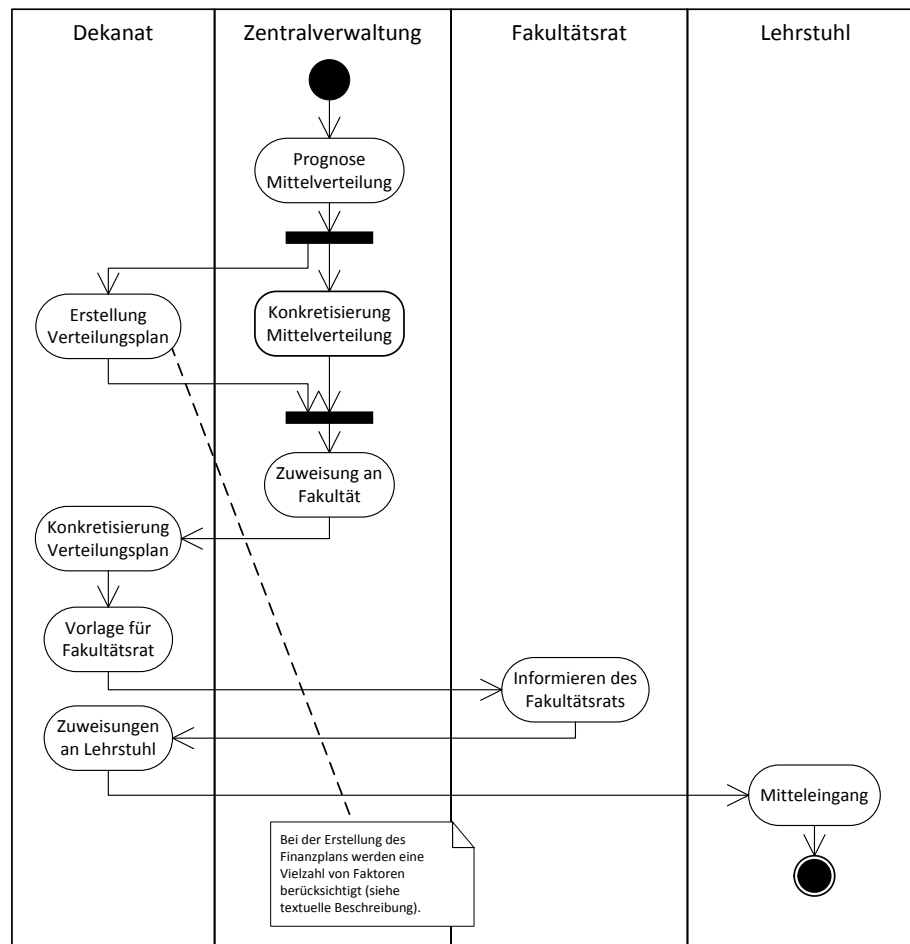 Dekanat
Zentralverwaltung
Fakultätsrat
Lehrstuhl
Prognose
Mittelverteilung
Erstellung
Verteilungsplan
Konkretisierung
Mittelverteilung
Zuweisung an
Fakultät
Konkretisierung
Verteilungsplan
Vorlage für
Fakultätsrat
Informieren des
Fakultätsrats
Zuweisungen
an Lehrstuhl
Mitteleingang
Bei der Erstellung des
Finanzplans werden eine
Vielzahl von Faktoren
berücksichtigt (siehe
textuelle Beschreibung).